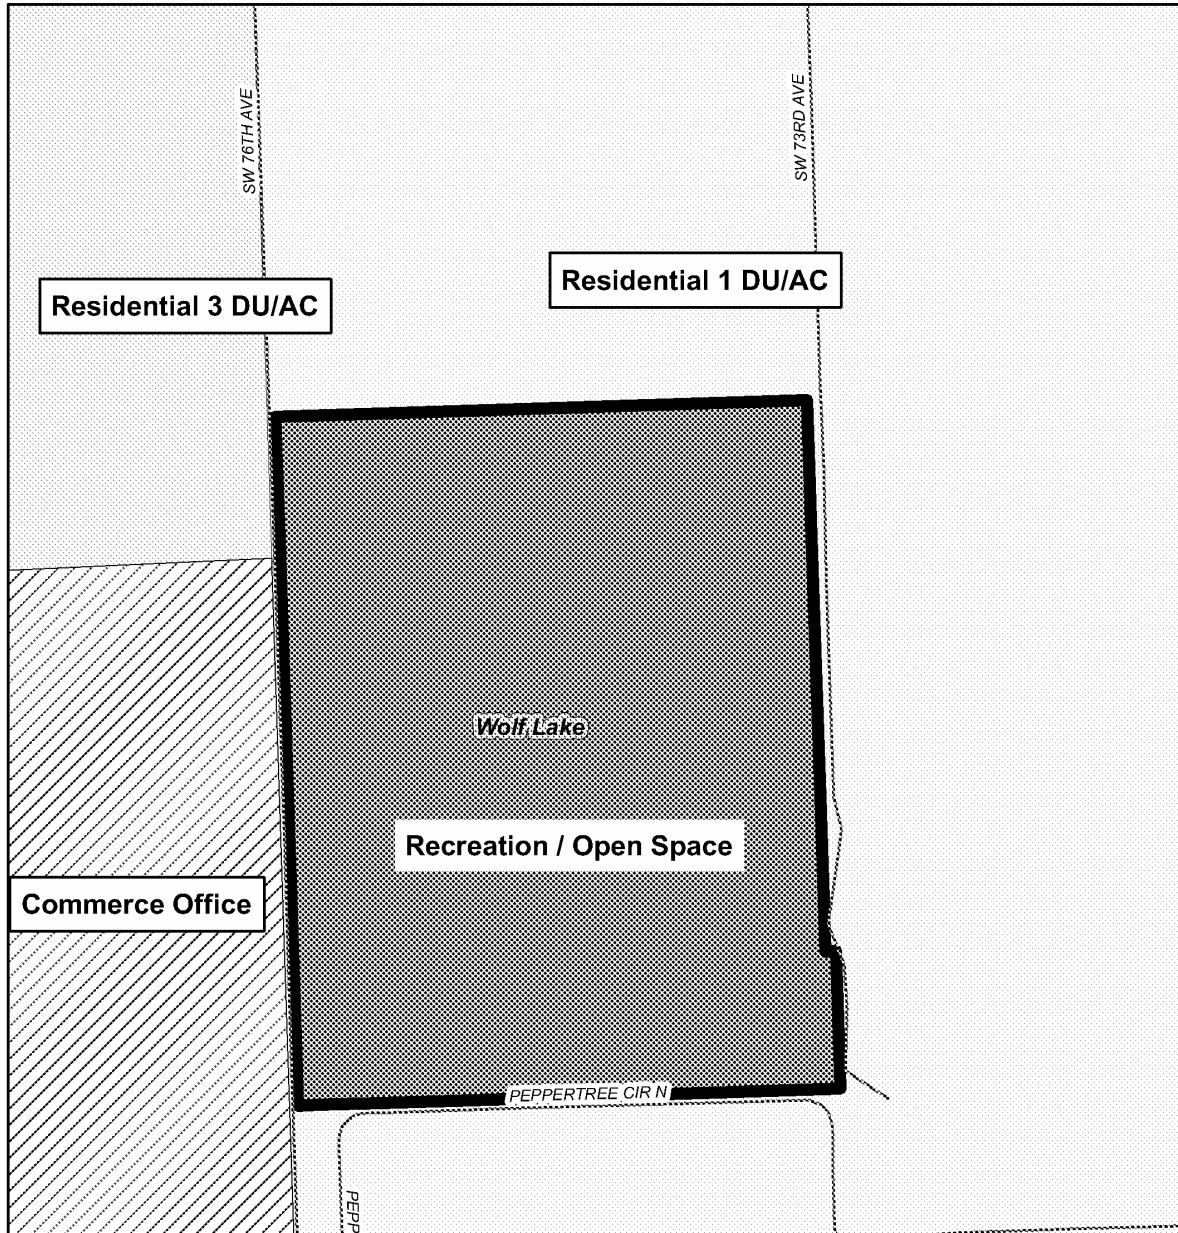 SW 76TH AVE
SW 73RD AVE
Residential 3 DU/AC
Residential 1 DU/AC
Wolf Lake
Recreation / Open Space
Commerce Office
PEPPERTREE CIR N
PEPP